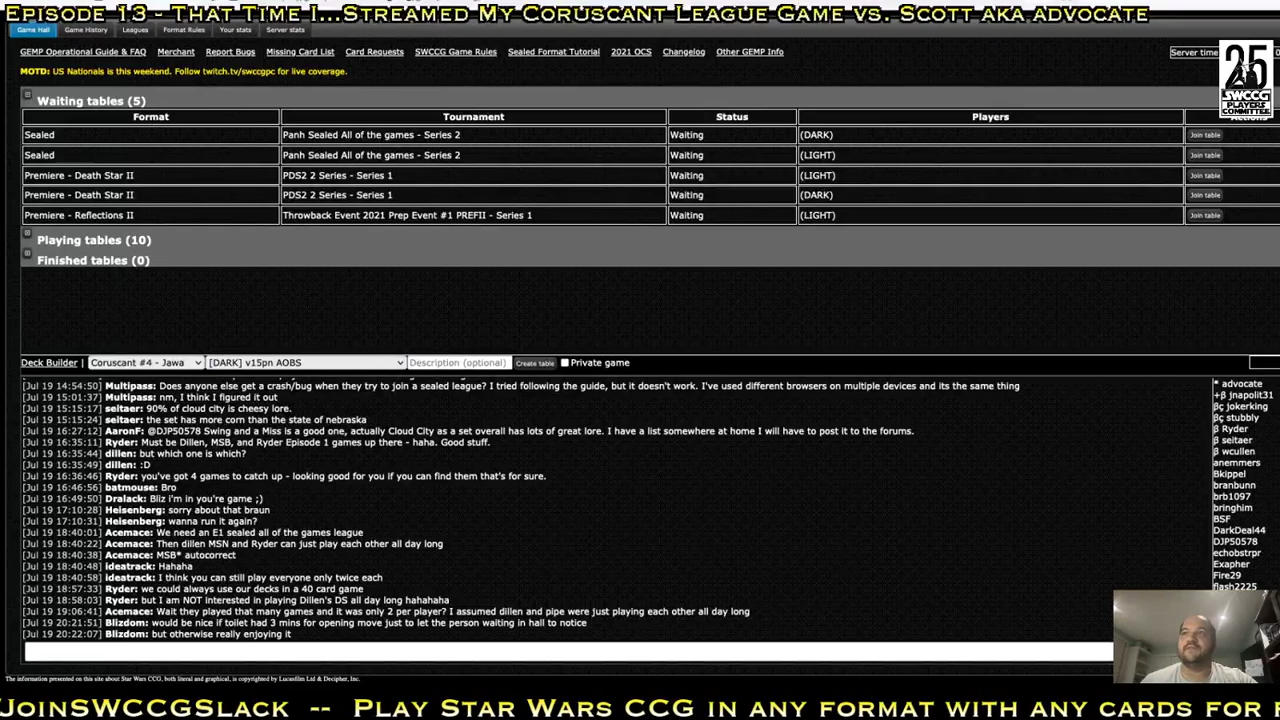 Episode 13 - That Time I...Streamed My Coruscant League Game vs. Scott aka advocate
Game Hall Game History Leagues Format Rules Your stats Server stats
GEMP Operational Guide & FAQ Merchant Report Bugs Missing Card List Card Requests SWCCG Game Rules Sealed Format Tutorial 2021 OCS Changelog Other GEMP Info Server time
MOTD: US Nationals is this weekend. Follow twitch.tv/swccgpc for live coverage.
25
SWCCG
PLAYERS
COMMITTEE
Waiting tables (5)
Format Tournament Status Players Actions
Sealed Panh Sealed All of the games - Series 2 Waiting (DARK) Join table
Sealed Panh Sealed All of the games - Series 2 Waiting (LIGHT) Join table
Premiere - Death Star II PDS2 2 Series - Series 1 Waiting (LIGHT) Join table
Premiere - Death Star II PDS2 2 Series - Series 1 Waiting (DARK) Join table
Premiere - Reflections II Throwback Event 2021 Prep Event #1 PREFII - Series 1 Waiting (LIGHT) Join table
Playing tables (10)
Finished tables (0)
Deck Builder | Coruscant #4 - Jawa [DARK] v15pn AOBS Description (optional) Create table Private game
[Jul 19 14:54:50] Multipass: Does anyone else get a crash/bug when they try to join a sealed league? I tried following the guide, but it doesn't work. I've used different browsers on multiple devices and its the same thing
[Jul 19 15:01:37] Multipass: nm, I think I figured it out
[Jul 19 15:15:17] seitaer: 90% of cloud city is cheesy lore.
[Jul 19 15:15:24] seitaer: the set has more corn than the state of nebraska
[Jul 19 16:27:12] AaronF: @DJP50578 Swing and a Miss is a good one, actually Cloud City as a set overall has lots of great lore. I have a list somewhere at home I will have to post it to the forums.
[Jul 19 16:35:11] Ryder: Must be Dillen, MSB, and Ryder Episode 1 games up there - haha. Good stuff.
[Jul 19 16:35:44] dillen: but which one is which?
[Jul 19 16:35:49] dillen: :D
[Jul 19 16:36:46] Ryder: you've got 4 games to catch up - looking good for you if you can find them that's for sure.
[Jul 19 16:46:56] batmouse: Bro
[Jul 19 16:49:50] Dralack: Bliz i'm in you're game ;)
[Jul 19 17:10:28] Heisenberg: sorry about that braun
[Jul 19 17:10:31] Heisenberg: wanna run it again?
[Jul 19 18:40:01] Acemace: We need an E1 sealed all of the games league
[Jul 19 18:40:22] Acemace: Then dillen MSN and Ryder can just play each other all day long
[Jul 19 18:40:38] Acemace: MSB* autocorrect
[Jul 19 18:40:48] ideatrack: Hahaha
[Jul 19 18:40:58] ideatrack: I think you can still play everyone only twice each
[Jul 19 18:57:33] Ryder: we could always use our decks in a 40 card game
[Jul 19 18:58:03] Ryder: but I am NOT interested in playing Dillen's DS all day long hahahaha
[Jul 19 19:06:41] Acemace: Wait they played that many games and it was only 2 per player? I assumed dillen and pipe were just playing each other all day long
[Jul 19 20:21:51] Blizdom: would be nice if toilet had 3 mins for opening move just to let the person waiting in hall to notice
[Jul 19 20:22:07] Blizdom: but otherwise really enjoying it
* advocate
+β jnapolit31
βç jokerking
βç stubbly
β Ryder
β seitaer
β wcullen
anemmers
Bkippel
branbunn
brb1097
bringhim
BSF
DarkDeal44
DJP50578
echobstrpr
Exapher
Fire29
flash2225
The information presented on this site about Star Wars CCG, both literal and graphical, is copyrighted by Lucasfilm Ltd & Decipher, Inc.
JoinSWCCGSlack -- Play Star Wars CCG in any format with any cards for